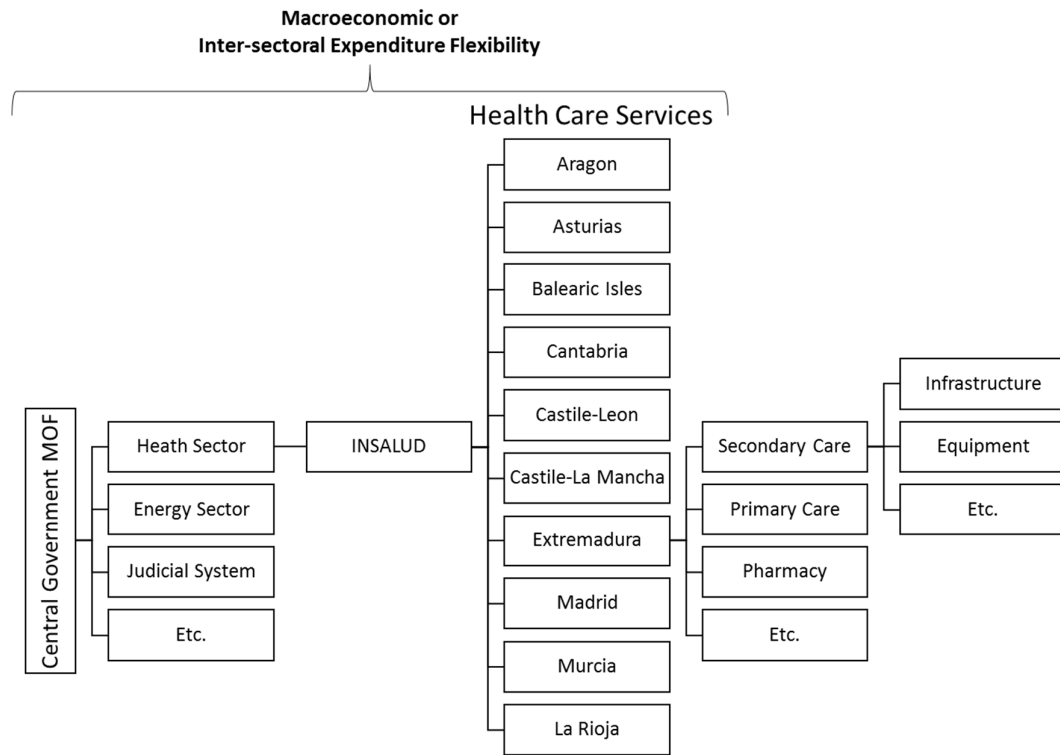 Macroeconomic or
Inter-sectoral Expenditure Flexibility
Health Care Services
Aragon
Asturias
Balearic Isles
Cantabria
Castile-Leon
Castile-La Mancha
Extremadura
Madrid
Murcia
La Rioja
Central Government MOF
Heath Sector
Energy Sector
Judicial System
Etc.
INSALUD
Secondary Care
Primary Care
Pharmacy
Etc.
Infrastructure
Equipment
Etc.